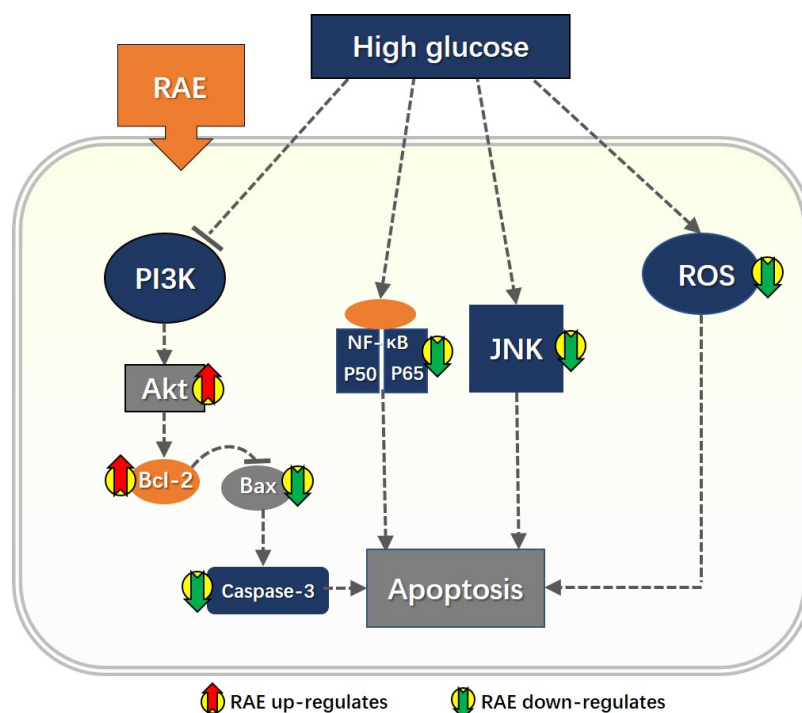 High glucose
RAE
PI3K
ROS
NF-κB
P50 P65
JNK
Akt
Bcl-2
Bax
Caspase-3
Apoptosis
RAE up-regulates
RAE down-regulates